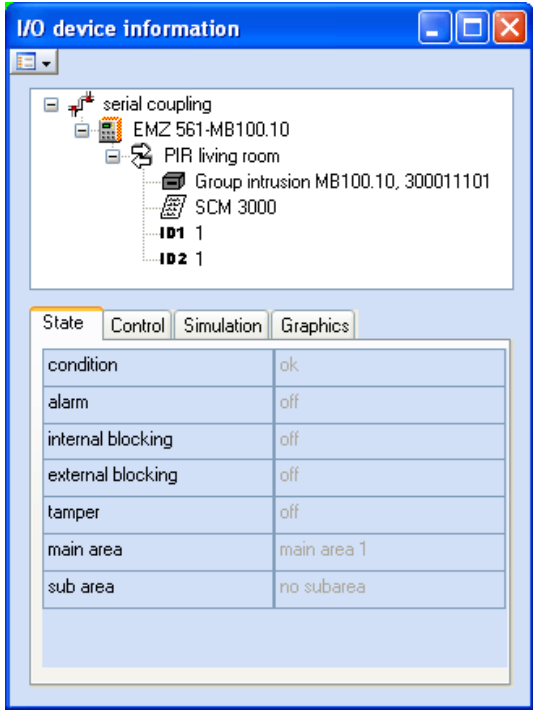 I/O device information
serial coupling
EMZ 561-MB100.10
PIR living room
Group intrusion MB100.10, 300011101
SCM 3000
ID1 1
ID2 1
State Control Simulation Graphics
condition ok
alarm off
internal blocking off
external blocking off
tamper off
main area main area 1
sub area no subarea